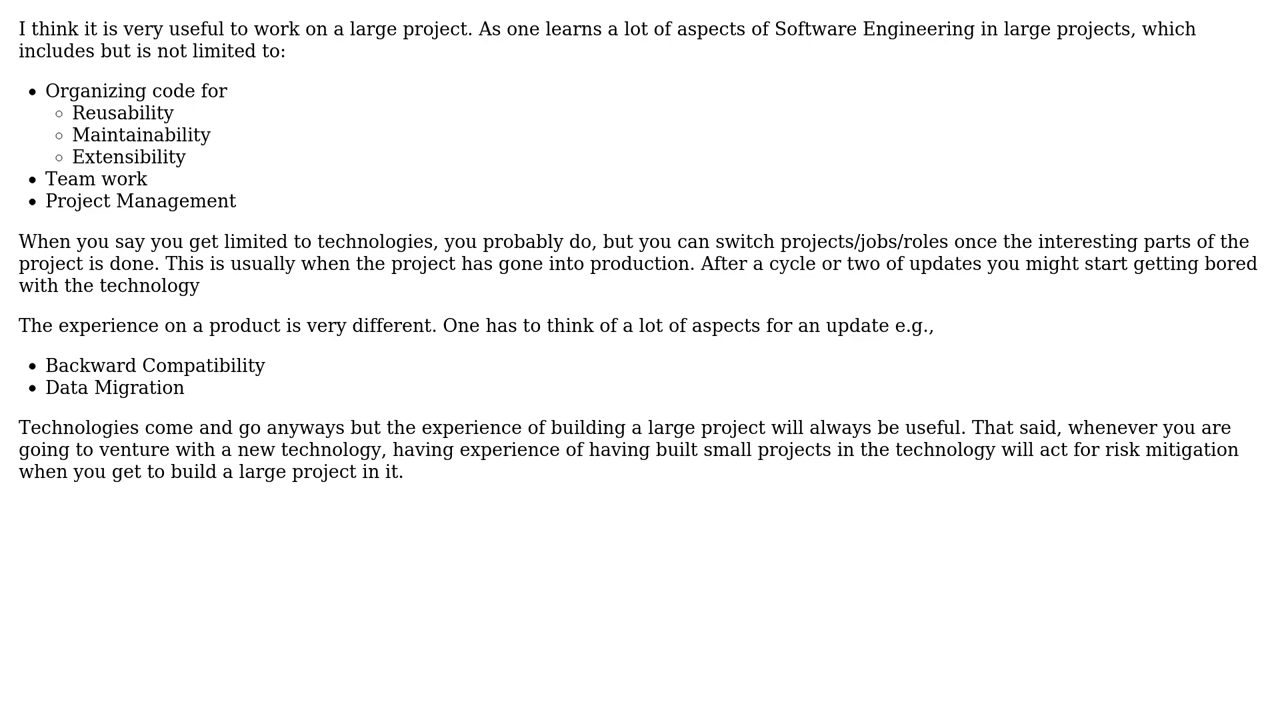 I think it is very useful to work on a large project. As one learns a lot of aspects of Software Engineering in large projects, which
includes but is not limited to:
• Organizing code for
◦ Reusability
◦ Maintainability
◦ Extensibility
• Team work
• Project Management
When you say you get limited to technologies, you probably do, but you can switch projects/jobs/roles once the interesting parts of the
project is done. This is usually when the project has gone into production. After a cycle or two of updates you might start getting bored
with the technology
The experience on a product is very different. One has to think of a lot of aspects for an update e.g.,
• Backward Compatibility
• Data Migration
Technologies come and go anyways but the experience of building a large project will always be useful. That said, whenever you are
going to venture with a new technology, having experience of having built small projects in the technology will act for risk mitigation
when you get to build a large project in it.